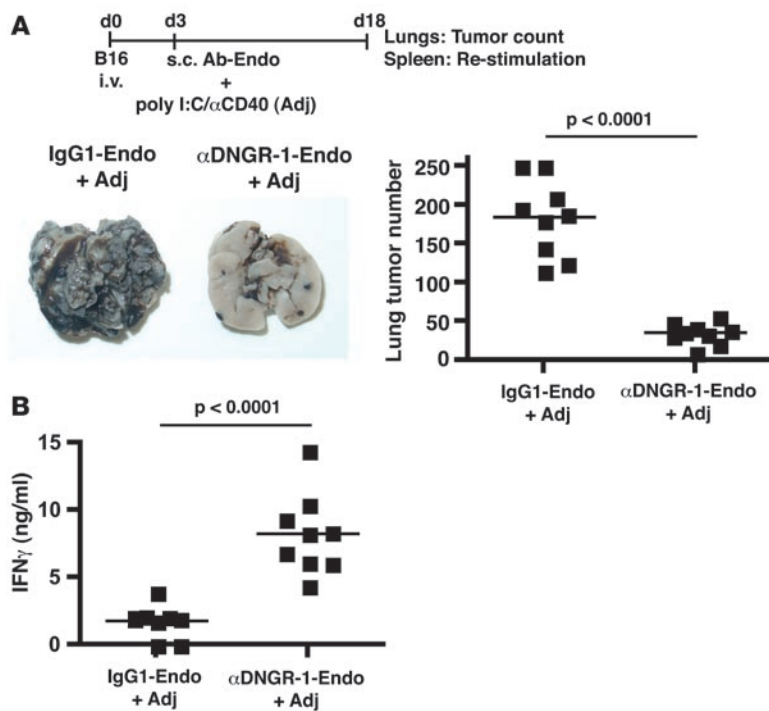 A
d0 d3 d18
B16 s.c. Ab-Endo Lungs: Tumor count
i.v. + Spleen: Re-stimulation
poly I:C/αCD40 (Adj)
IgG1-Endo αDNGR-1-Endo
+ Adj + Adj
p < 0.0001
Lung tumor number
250
200
150
100
50
0
IgG1-Endo αDNGR-1-Endo
+ Adj + Adj
B
p < 0.0001
IFNγ (ng/ml)
15
10
5
0
IgG1-Endo αDNGR-1-Endo
+ Adj + Adj